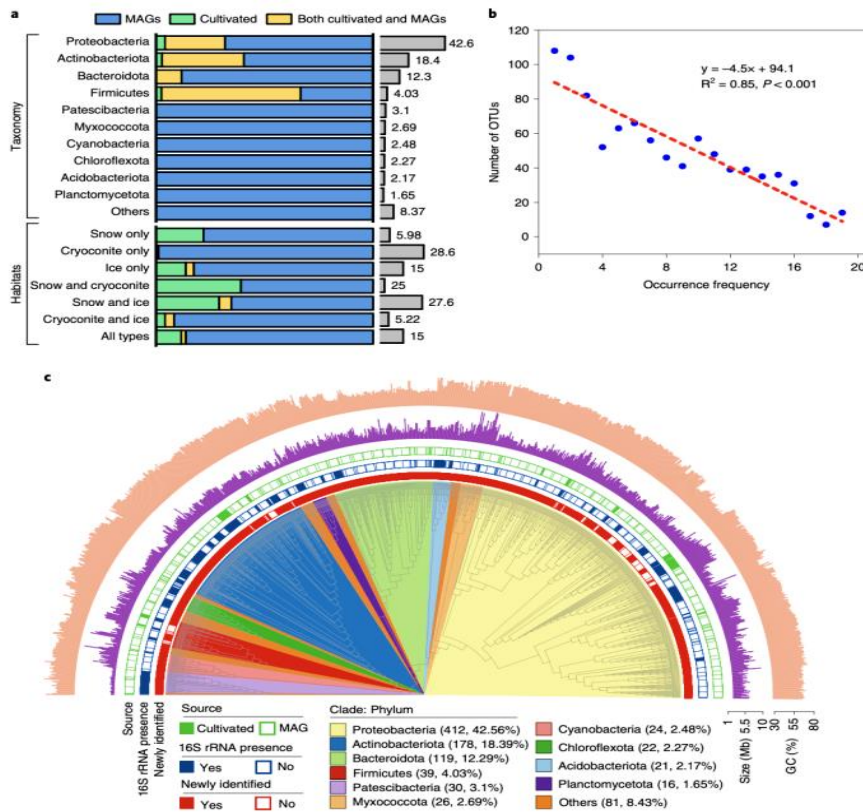 a
MAGs Cultivated Both cultivated and MAGs
Taxonomy
Proteobacteria 42.6
Actinobacteriota 18.4
Bacteroidota 12.3
Firmicutes 4.03
Patescibacteria 3.1
Myxococcota 2.69
Cyanobacteria 2.48
Chloroflexota 2.27
Acidobacteriota 2.17
Planctomycetota 1.65
Others 8.37
Habitats
Snow only 5.98
Cryoconite only 28.6
Ice only 15
Snow and cryoconite 25
Snow and ice 27.6
Cryoconite and ice 5.22
All types 15
b
Number of OTUs
120
100
80
60
40
20
0
y = −4.5x + 94.1
R² = 0.85, P < 0.001
0 4 8 12 16 20
Occurrence frequency
c
Source
16S rRNA presence
Newly identified
Source
Cultivated MAG
16S rRNA presence
Yes No
Newly identified
Yes No
Clade: Phylum
Proteobacteria (412, 42.56%)
Actinobacteriota (178, 18.39%)
Bacteroidota (119, 12.29%)
Firmicutes (39, 4.03%)
Patescibacteria (30, 3.1%)
Myxococcota (26, 2.69%)
Cyanobacteria (24, 2.48%)
Chloroflexota (22, 2.27%)
Acidobacteriota (21, 2.17%)
Planctomycetota (16, 1.65%)
Others (81, 8.43%)
1 5.5 10
Size (Mb)
30 55 80
GC (%)